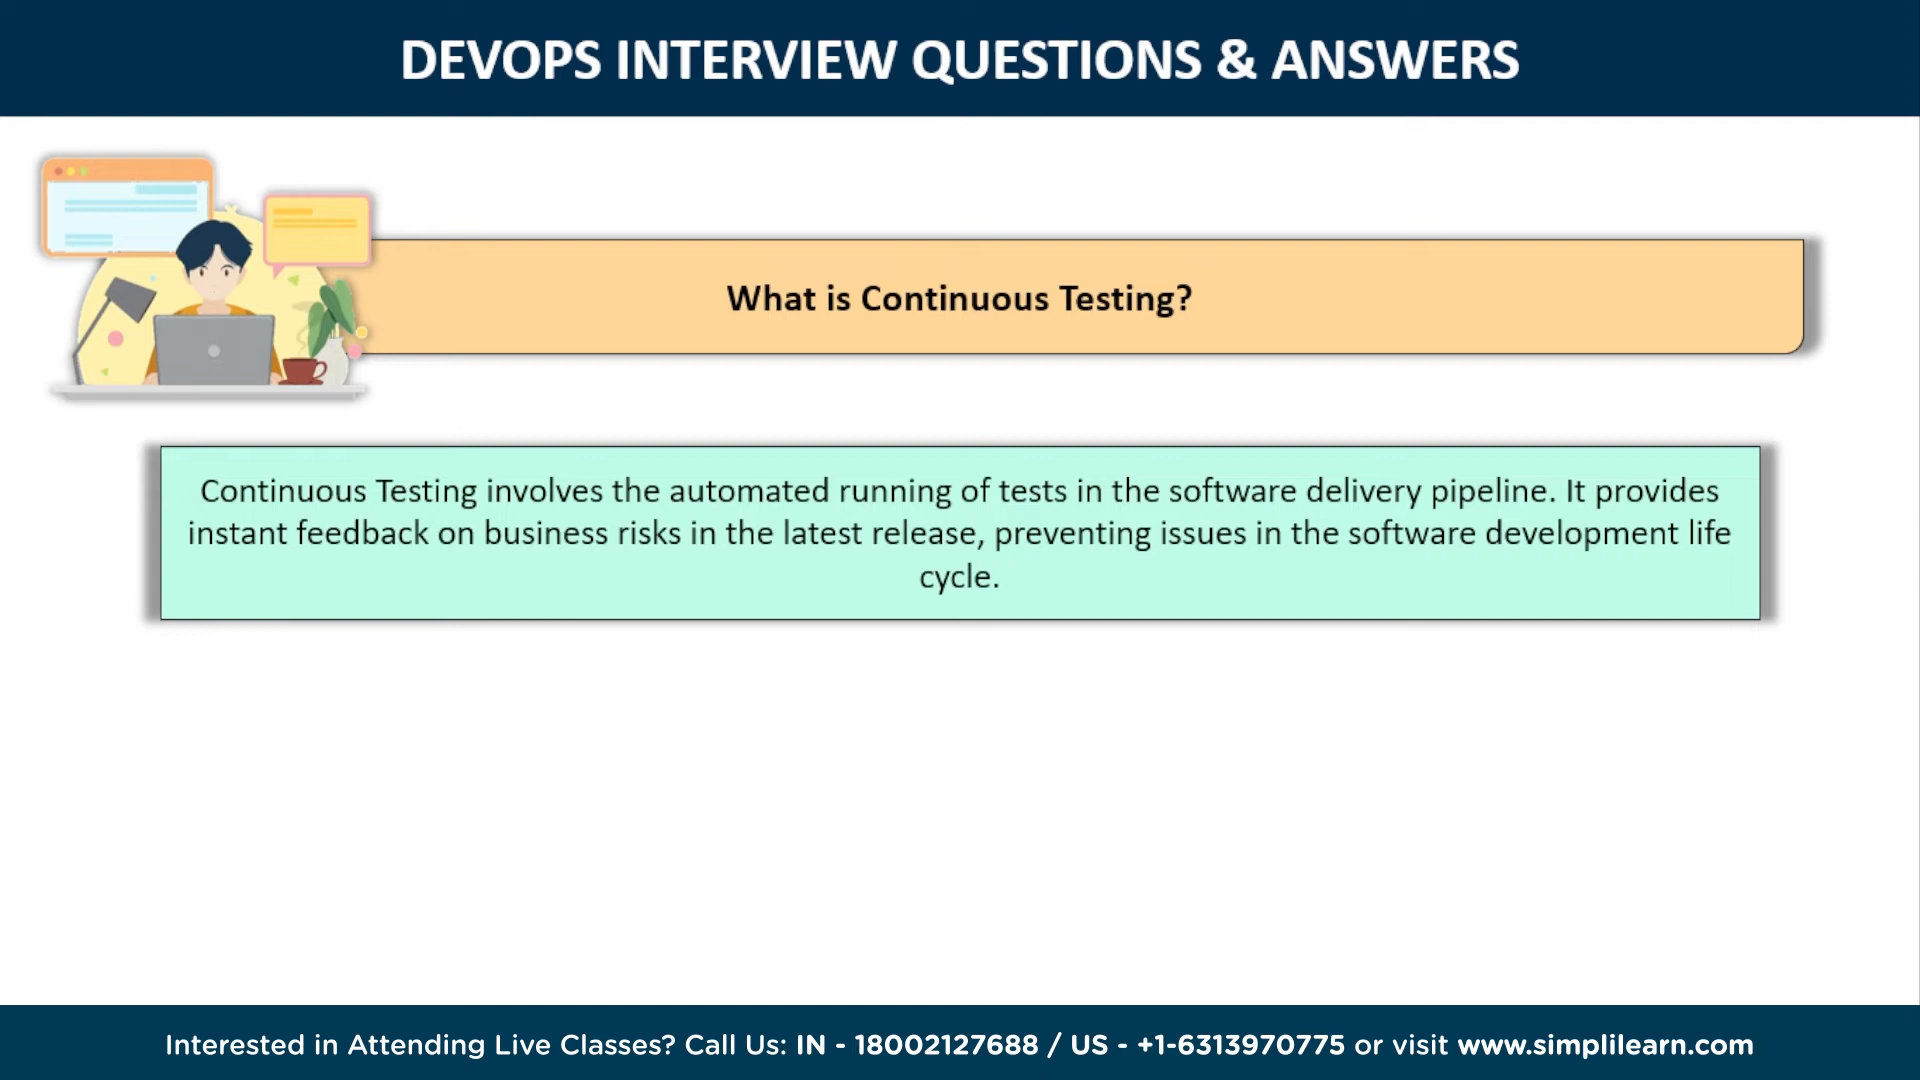 DEVOPS INTERVIEW QUESTIONS & ANSWERS
What is Continuous Testing?
Continuous Testing involves the automated running of tests in the software delivery pipeline. It provides
instant feedback on business risks in the latest release, preventing issues in the software development life
cycle.
Interested in Attending Live Classes? Call Us: IN - 18002127688 / US - +1-6313970775 or visit www.simplilearn.com